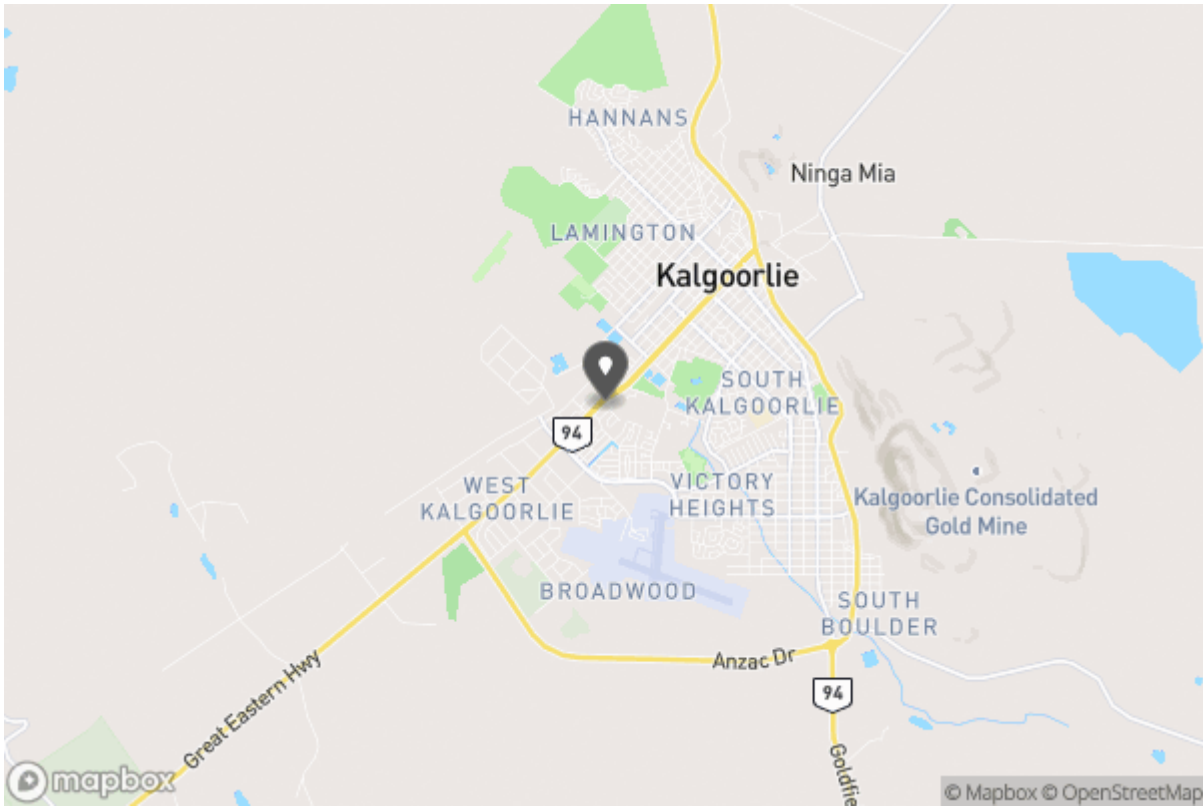 HANNANS
Ninga Mia
LAMINGTON
Kalgoorlie
SOUTH
KALGOORLIE
94
WEST
KALGOORLIE
VICTORY
HEIGHTS
Kalgoorlie Consolidated
Gold Mine
BROADWOOD
SOUTH
BOULDER
Anzac Dr
Great Eastern Hwy
94
Goldfie
mapbox
© Mapbox © OpenStreetMap